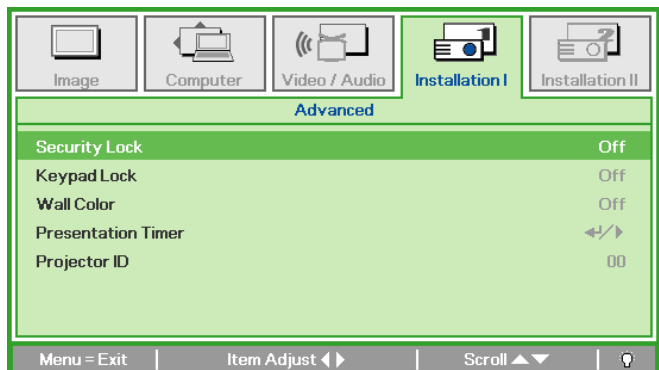 Image Computer Video / Audio Installation I Installation II
Advanced
Security Lock Off
Keypad Lock Off
Wall Color Off
Presentation Timer
Projector ID 00
Menu = Exit Item Adjust Scroll